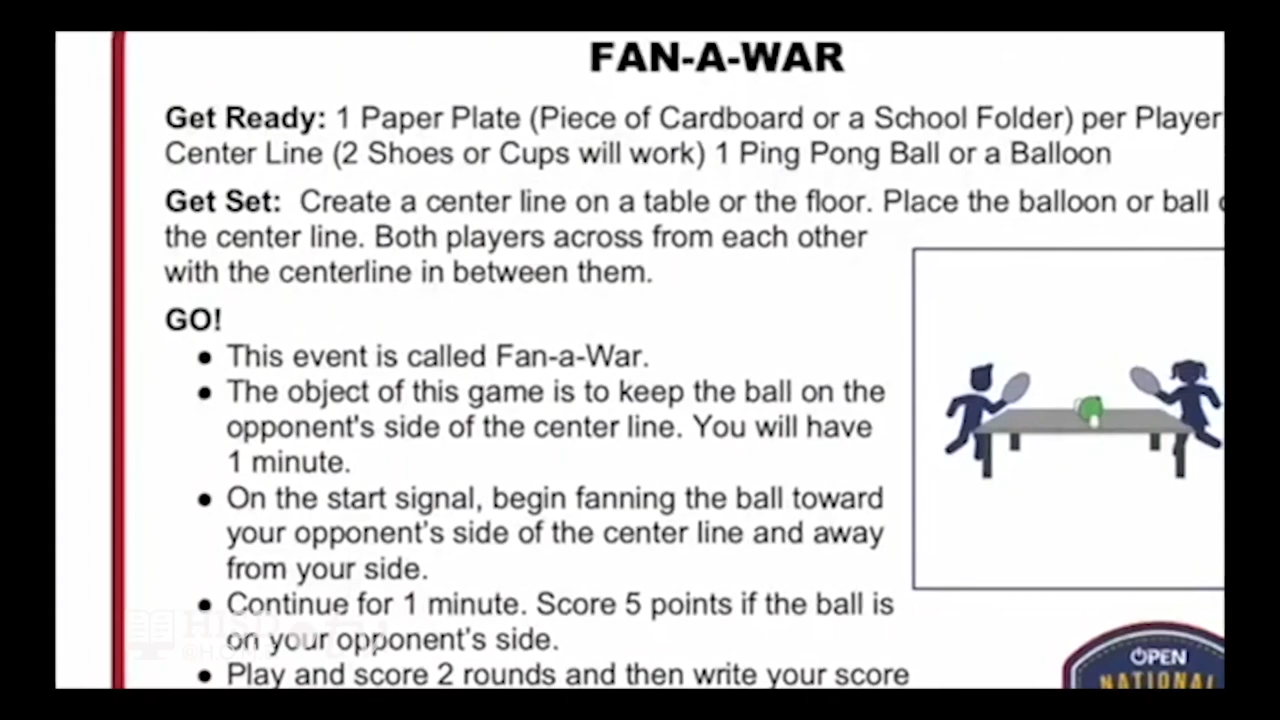 FAN-A-WAR
Get Ready: 1 Paper Plate (Piece of Cardboard or a School Folder) per Player
Center Line (2 Shoes or Cups will work) 1 Ping Pong Ball or a Balloon
Get Set: Create a center line on a table or the floor. Place the balloon or ball
the center line. Both players across from each other
with the centerline in between them.
GO!
● This event is called Fan-a-War.
● The object of this game is to keep the ball on the
opponent's side of the center line. You will have
1 minute.
● On the start signal, begin fanning the ball toward
your opponent's side of the center line and away
from your side.
● Continue for 1 minute. Score 5 points if the ball is
on your opponent's side.
● Play and score 2 rounds and then write your score
HISD
@HOME
OPEN
NATIONAL